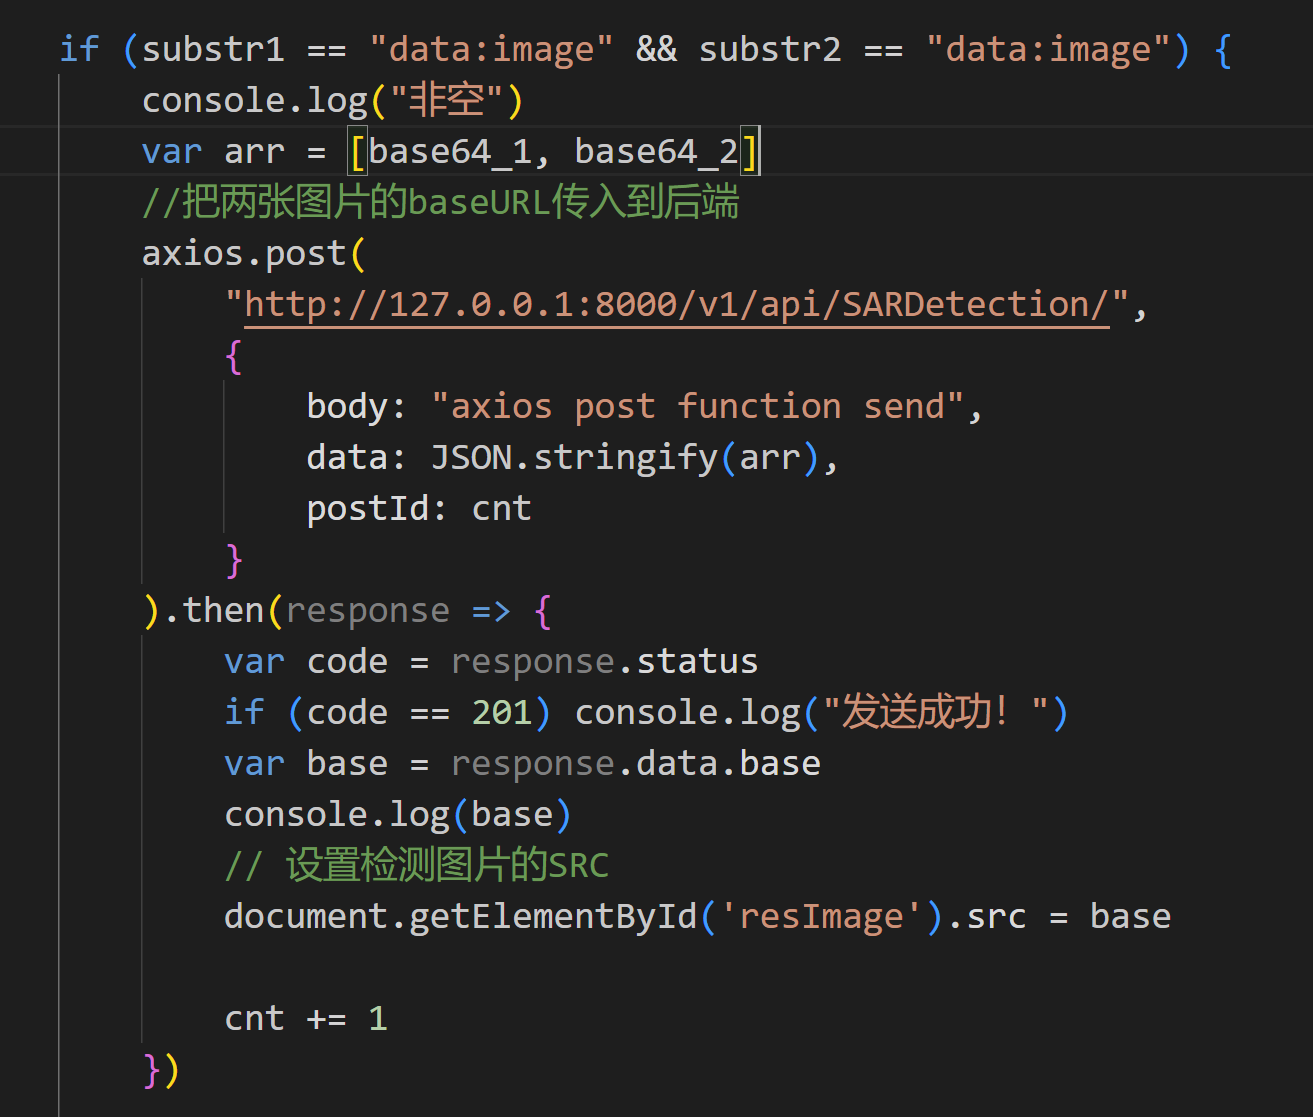 if (substr1 == "data:image" && substr2 == "data:image") {
console.log("非空")
var arr = [base64_1, base64_2]
//把两张图片的baseURL传入到后端
axios.post(
"http://127.0.0.1:8000/v1/api/SARDetection/",
{
body: "axios post function send",
data: JSON.stringify(arr),
postId: cnt
}
).then(response => {
var code = response.status
if (code == 201) console.log("发送成功！")
var base = response.data.base
console.log(base)
// 设置检测图片的SRC
document.getElementById('resImage').src = base
cnt += 1
})